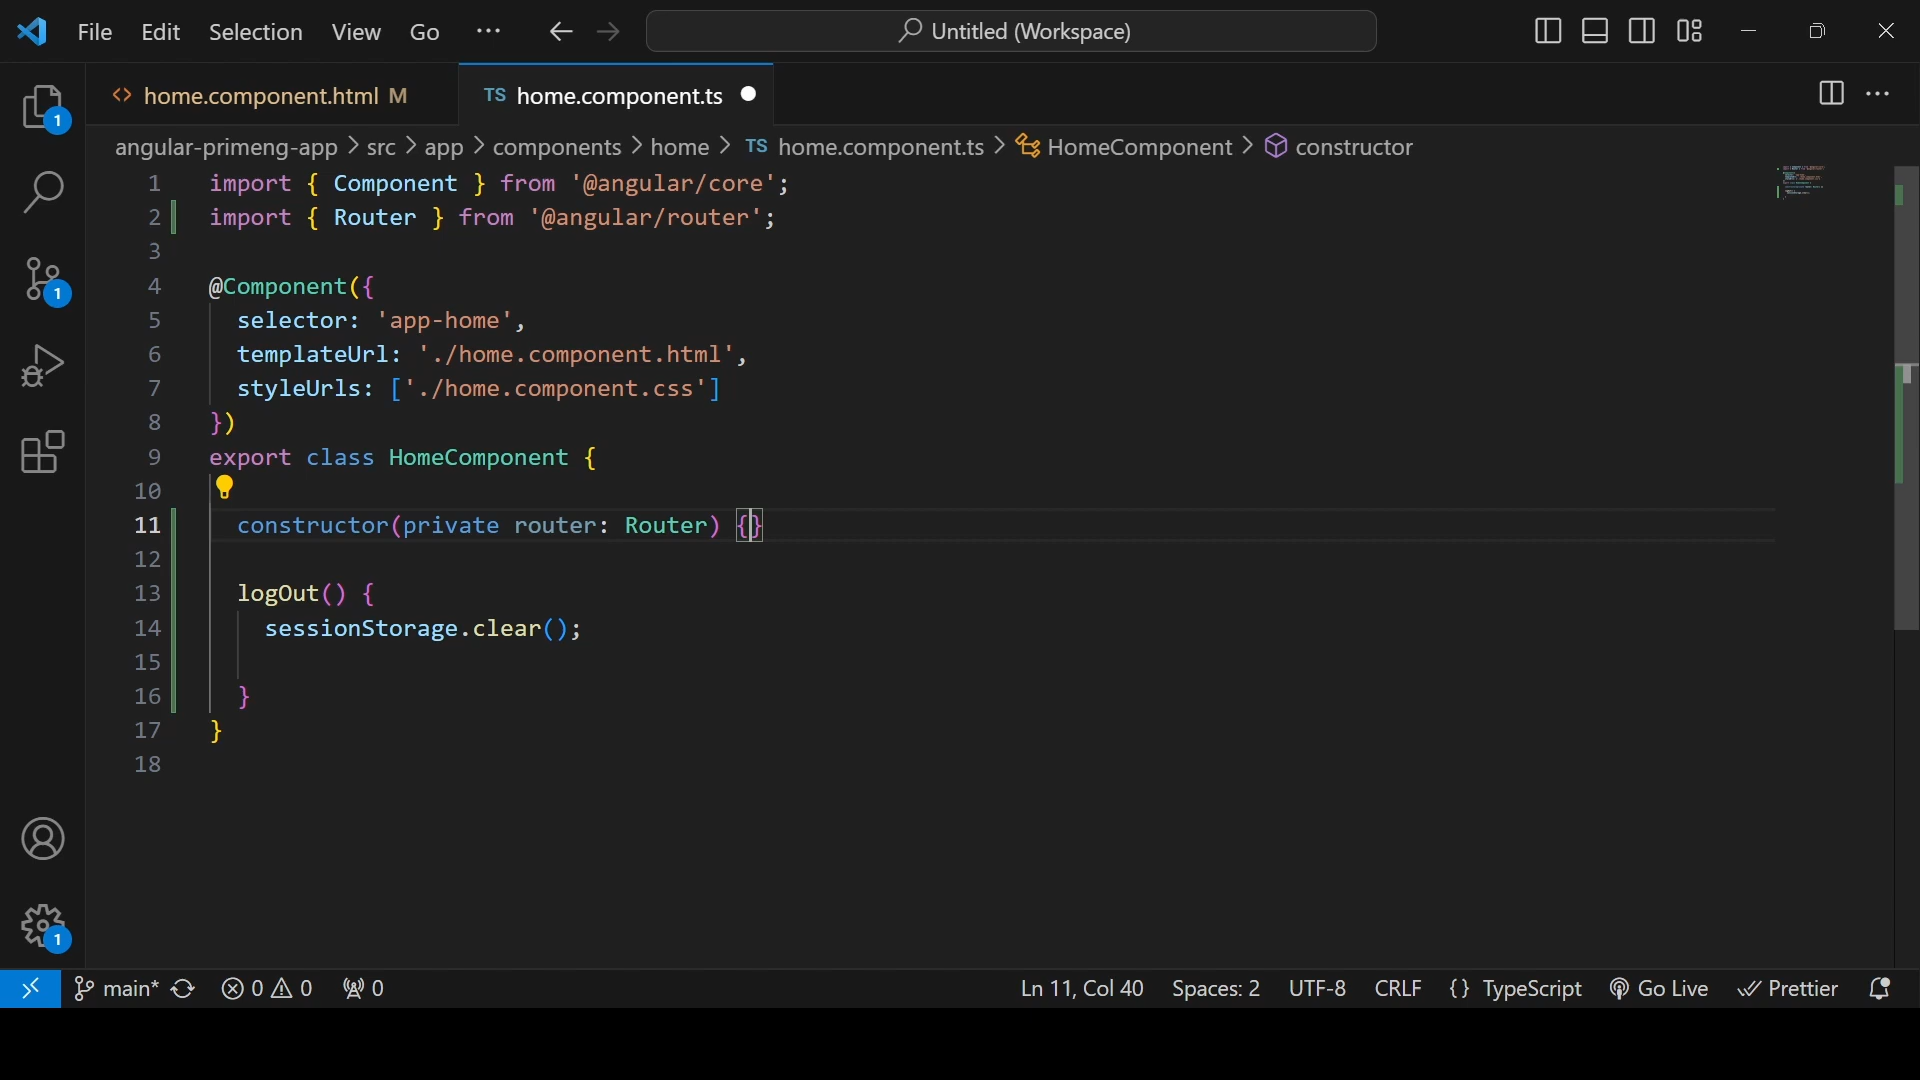 File Edit Selection View Go ··· Untitled (Workspace)
home.component.html M TS home.component.ts
angular-primeng-app > src > app > components > home > TS home.component.ts > HomeComponent > constructor
1 import { Component } from '@angular/core';
2 import { Router } from '@angular/router';
3
4 @Component({
5 selector: 'app-home',
6 templateUrl: './home.component.html',
7 styleUrls: ['./home.component.css']
8 })
9 export class HomeComponent {
10
11 constructor(private router: Router) {}
12
13 logOut() {
14 sessionStorage.clear();
15
16 }
17 }
18
1
1
1
main* 0 0 0 Ln 11, Col 40 Spaces: 2 UTF-8 CRLF {} TypeScript Go Live Prettier